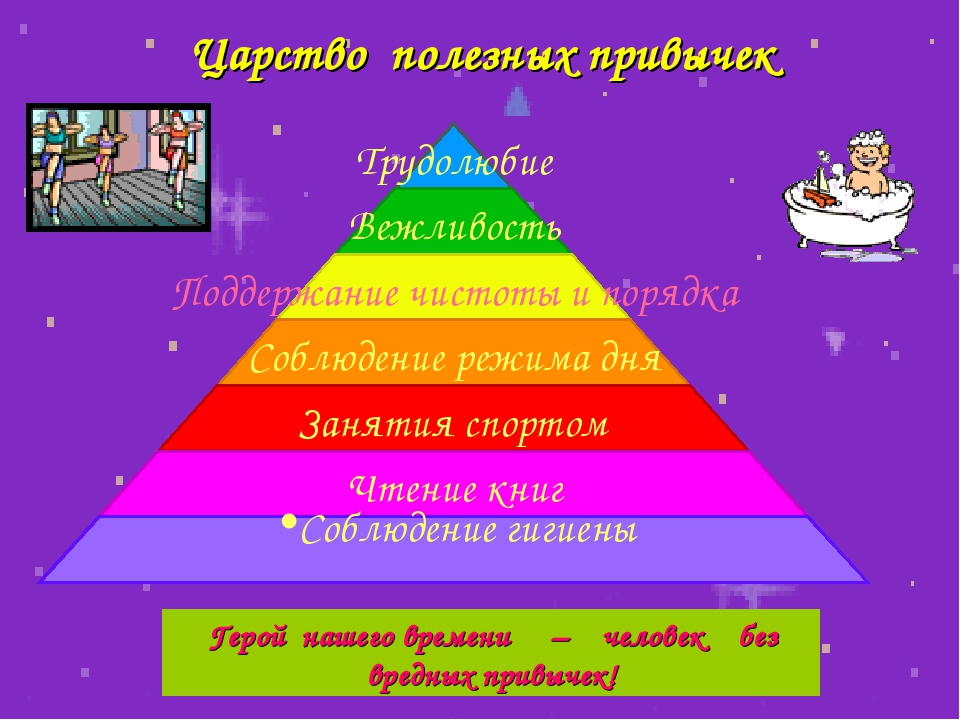 Царство полезных привычек
Трудолюбие
Вежливость
Поддержание чистоты и порядка
Соблюдение режима дня
Занятия спортом
Чтение книг
•Соблюдение гигиены
Герой нашего времени – человек без
вредных привычек!